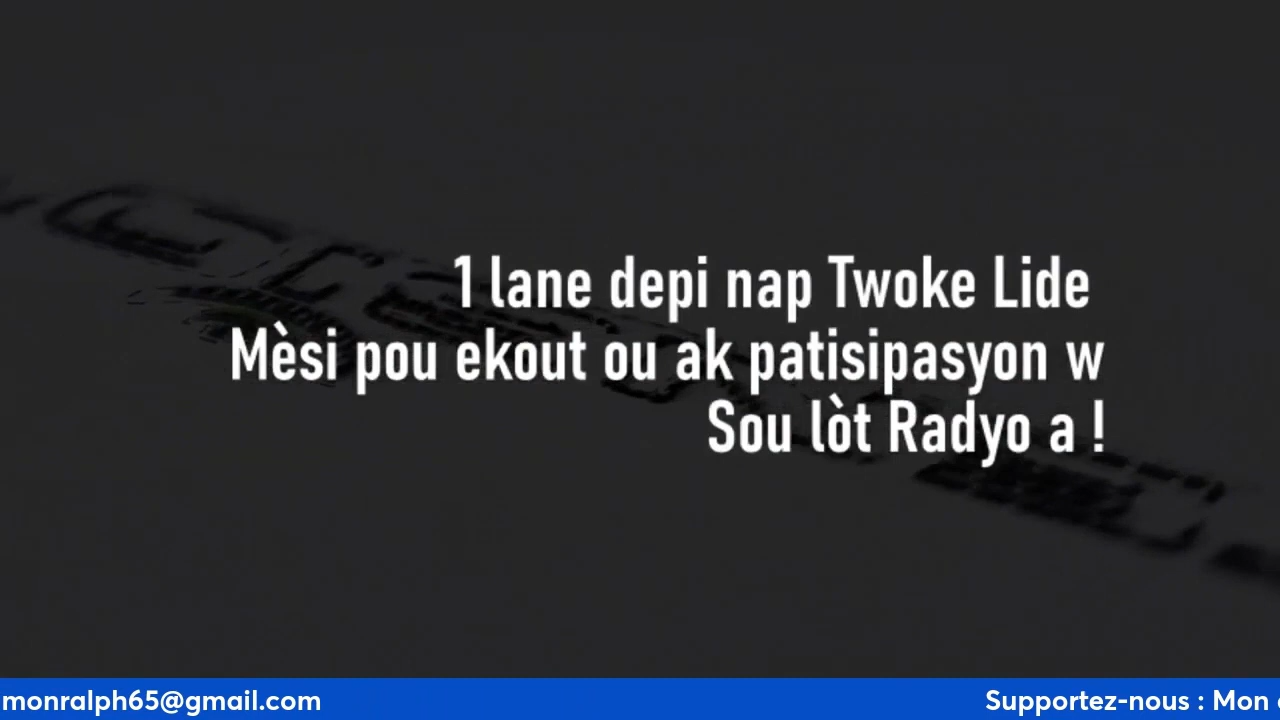 1 lane depi nap Twoke Lide
Mèsi pou ekout ou ak patisipasyon w
Sou lòt Radyo a !
monralph65@gmail.com
Supportez-nous : Mon